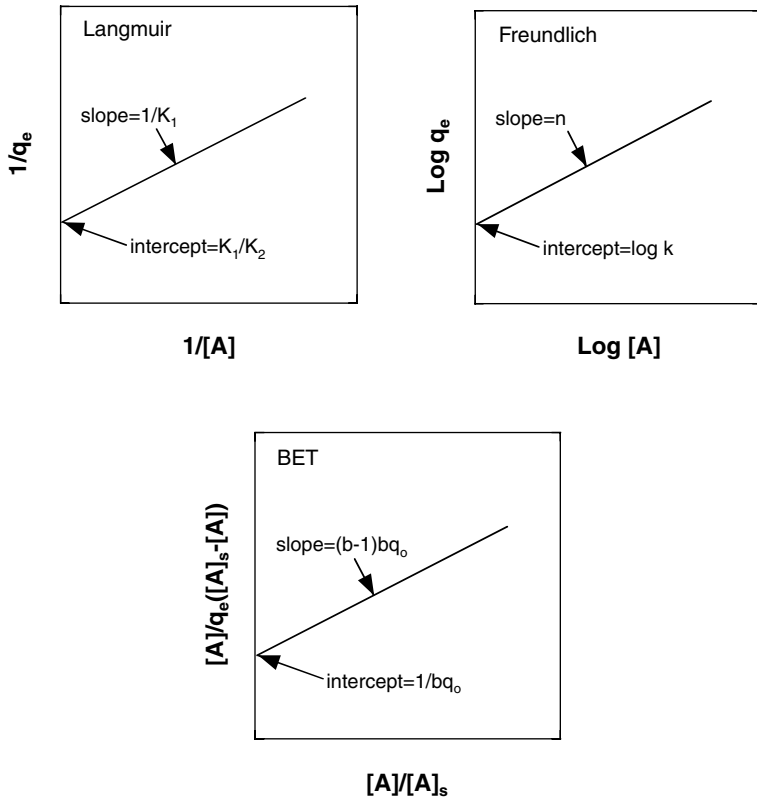 Langmuir
slope=1/K₁
1/qₑ
intercept=K₁/K₂
1/[A]
Freundlich
slope=n
Log qₑ
intercept=log k
Log [A]
BET
slope=(b-1)bqₒ
[A]/qₑ([A]ₛ-[A])
intercept=1/bqₒ
[A]/[A]ₛ